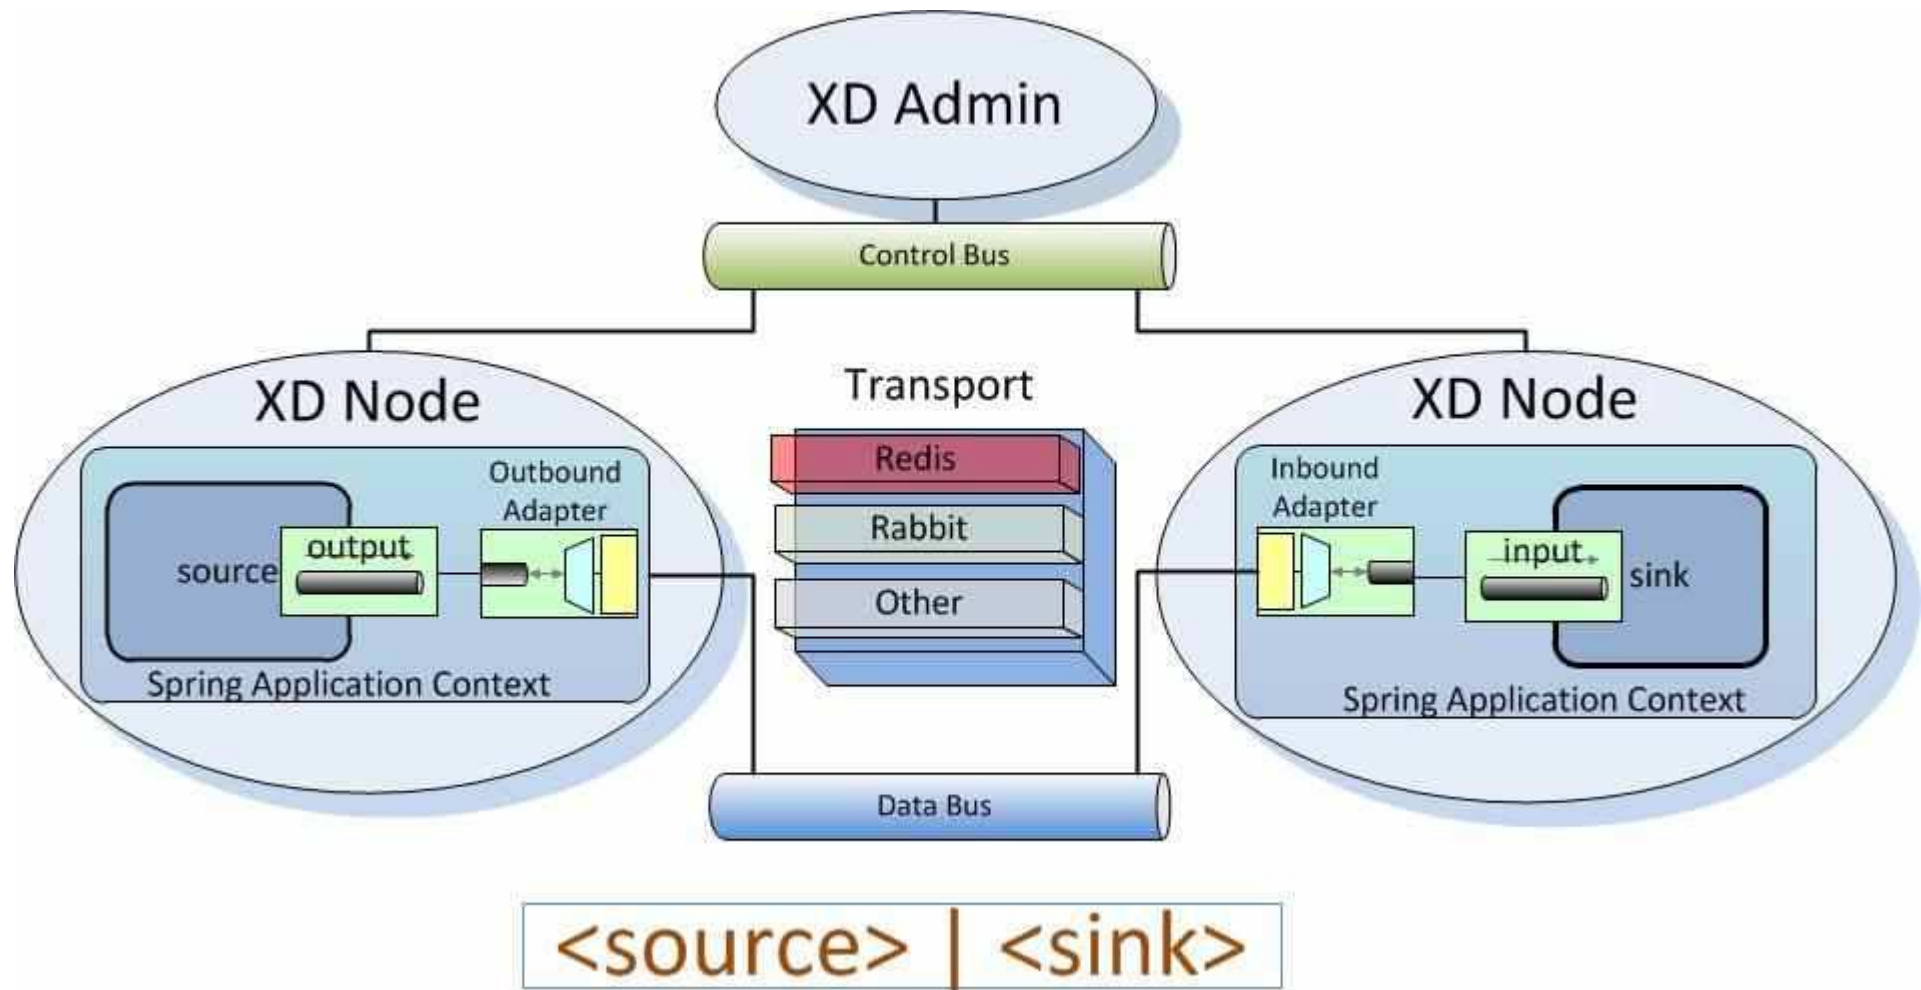 XD Admin
Control Bus
XD Node
Outbound
Adapter
output
source
Spring Application Context
Transport
Redis
Rabbit
Other
XD Node
Inbound
Adapter
input
sink
Spring Application Context
Data Bus
<source> | <sink>